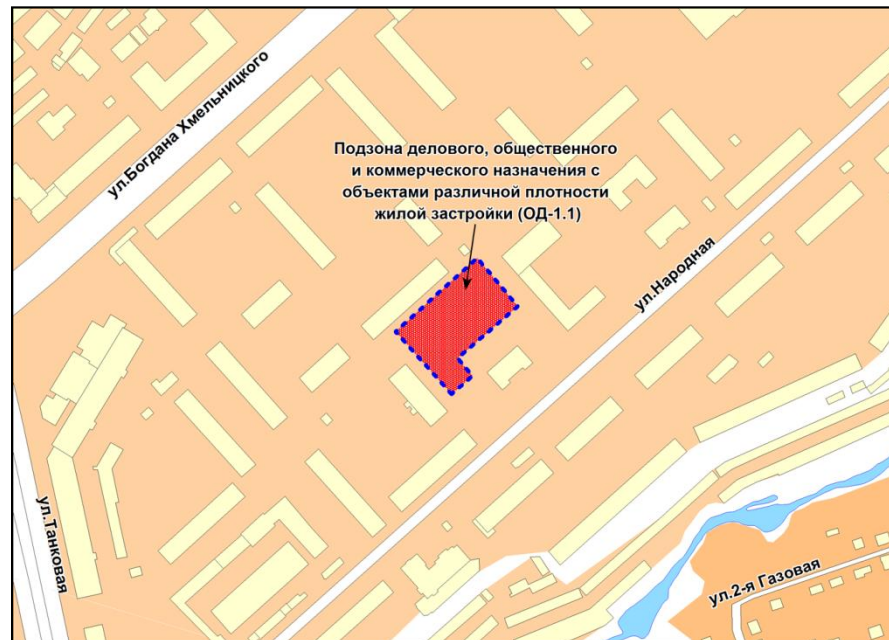 ул.Богдана Хмельницкого
Подзона делового, общественного
и коммерческого назначения с
объектами различной плотности
жилой застройки (ОД-1.1)
ул.Народная
ул.Танковая
ул.2-я Газовая